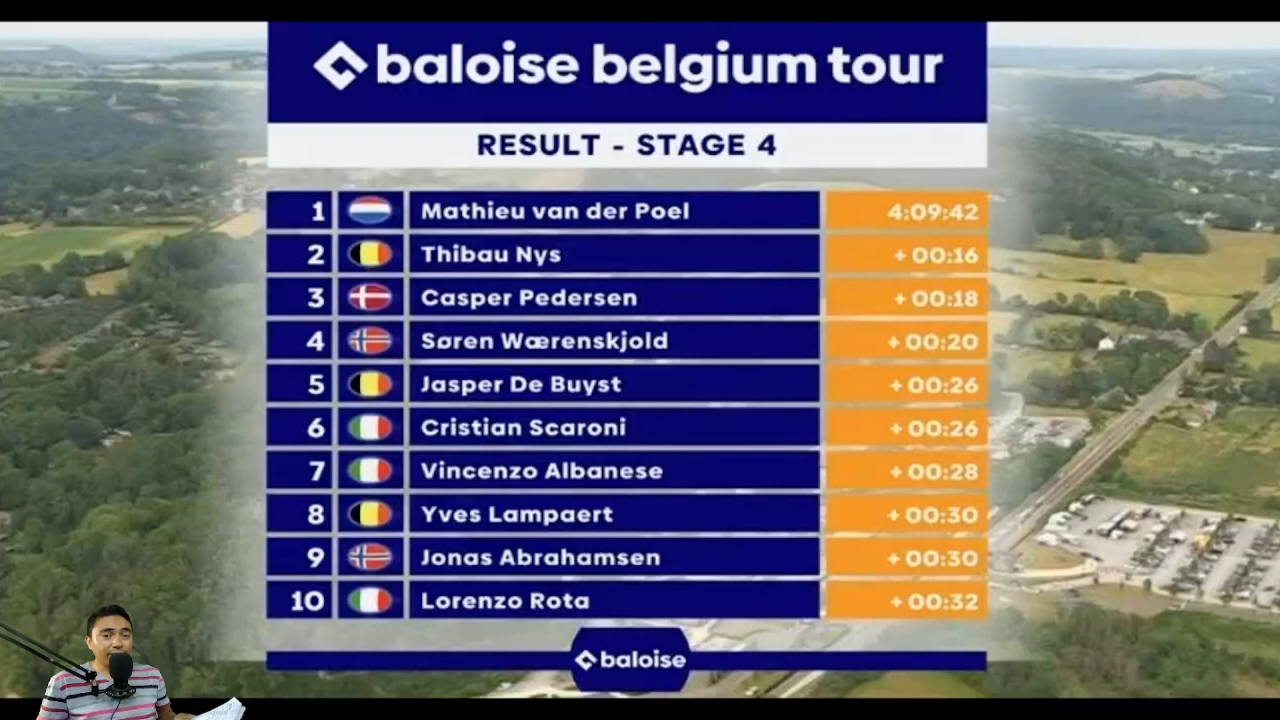 baloise belgium tour
RESULT - STAGE 4
1 Mathieu van der Poel 4:09:42
2 Thibau Nys + 00:16
3 Casper Pedersen + 00:18
4 Søren Wærenskjold + 00:20
5 Jasper De Buyst + 00:26
6 Cristian Scaroni + 00:26
7 Vincenzo Albanese + 00:28
8 Yves Lampaert + 00:30
9 Jonas Abrahamsen + 00:30
10 Lorenzo Rota + 00:32
baloise